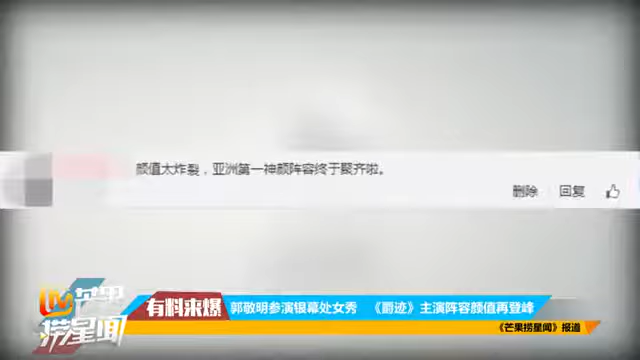 颜值太炸裂，亚洲第一神颜阵容终于聚齐啦。
删除 回复
芒果
捞星闻
有料来爆
郭敬明参演银幕处女秀 《爵迹》主演阵容颜值再登峰
《芒果捞星闻》报道